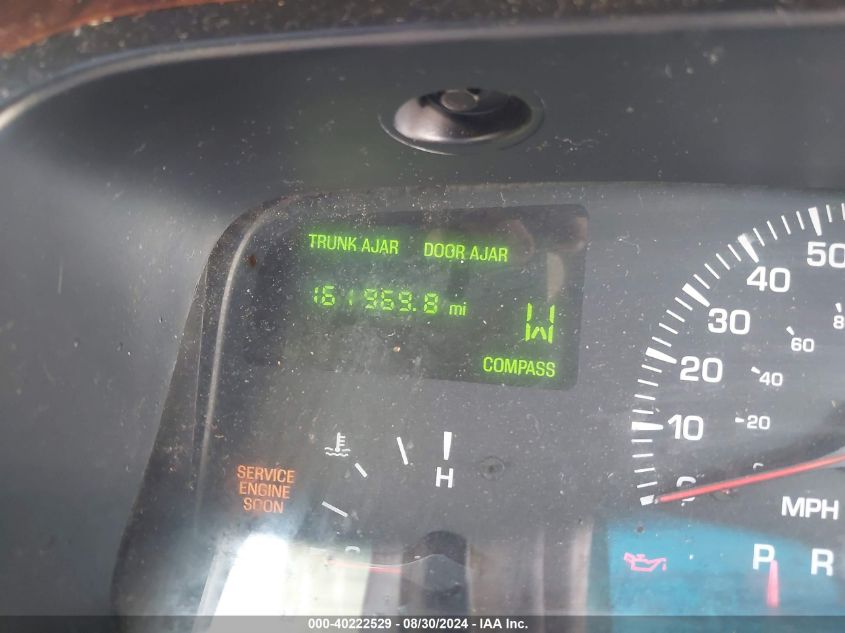 TRUNK AJAR DOOR AJAR
161969.8 mi W
COMPASS
50
40
30
20
10
80
60
40
20
H
SERVICE
ENGINE
SOON
MPH
P R
000-40222529 - 08/30/2024 - IAA Inc.